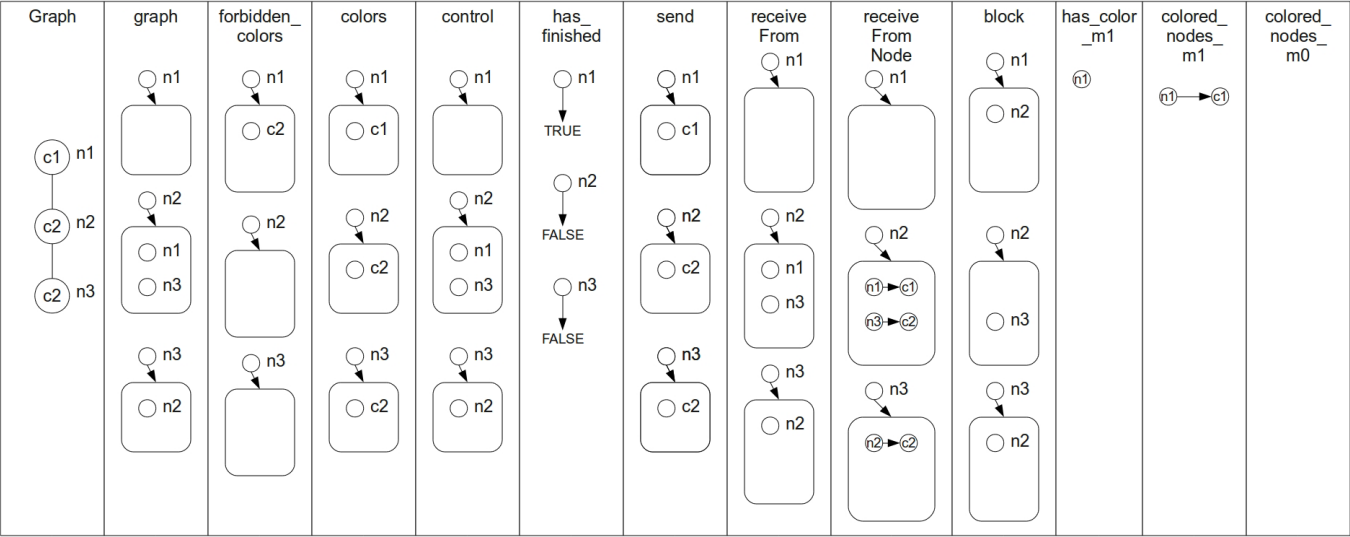 Graph
c1 n1
c2 n2
c2 n3
graph
n1
n2
n1
n3
n3
n2
forbidden_
colors
n1
c2
n2
n3
colors
n1
c1
n2
c2
n3
c2
control
n1
n2
n1
n3
n3
n2
has_
finished
n1
TRUE
n2
FALSE
n3
FALSE
send
n1
c1
n2
c2
n3
c2
receive
From
n1
n2
n1
n3
n3
n2
receive
From
Node
n1
n2
n1 c1
n3 c2
n3
n2 c2
block
n1
n2
n2
n3
n3
n2
has_color
_m1
n1
colored_
nodes_
m1
n1 c1
colored_
nodes_
m0